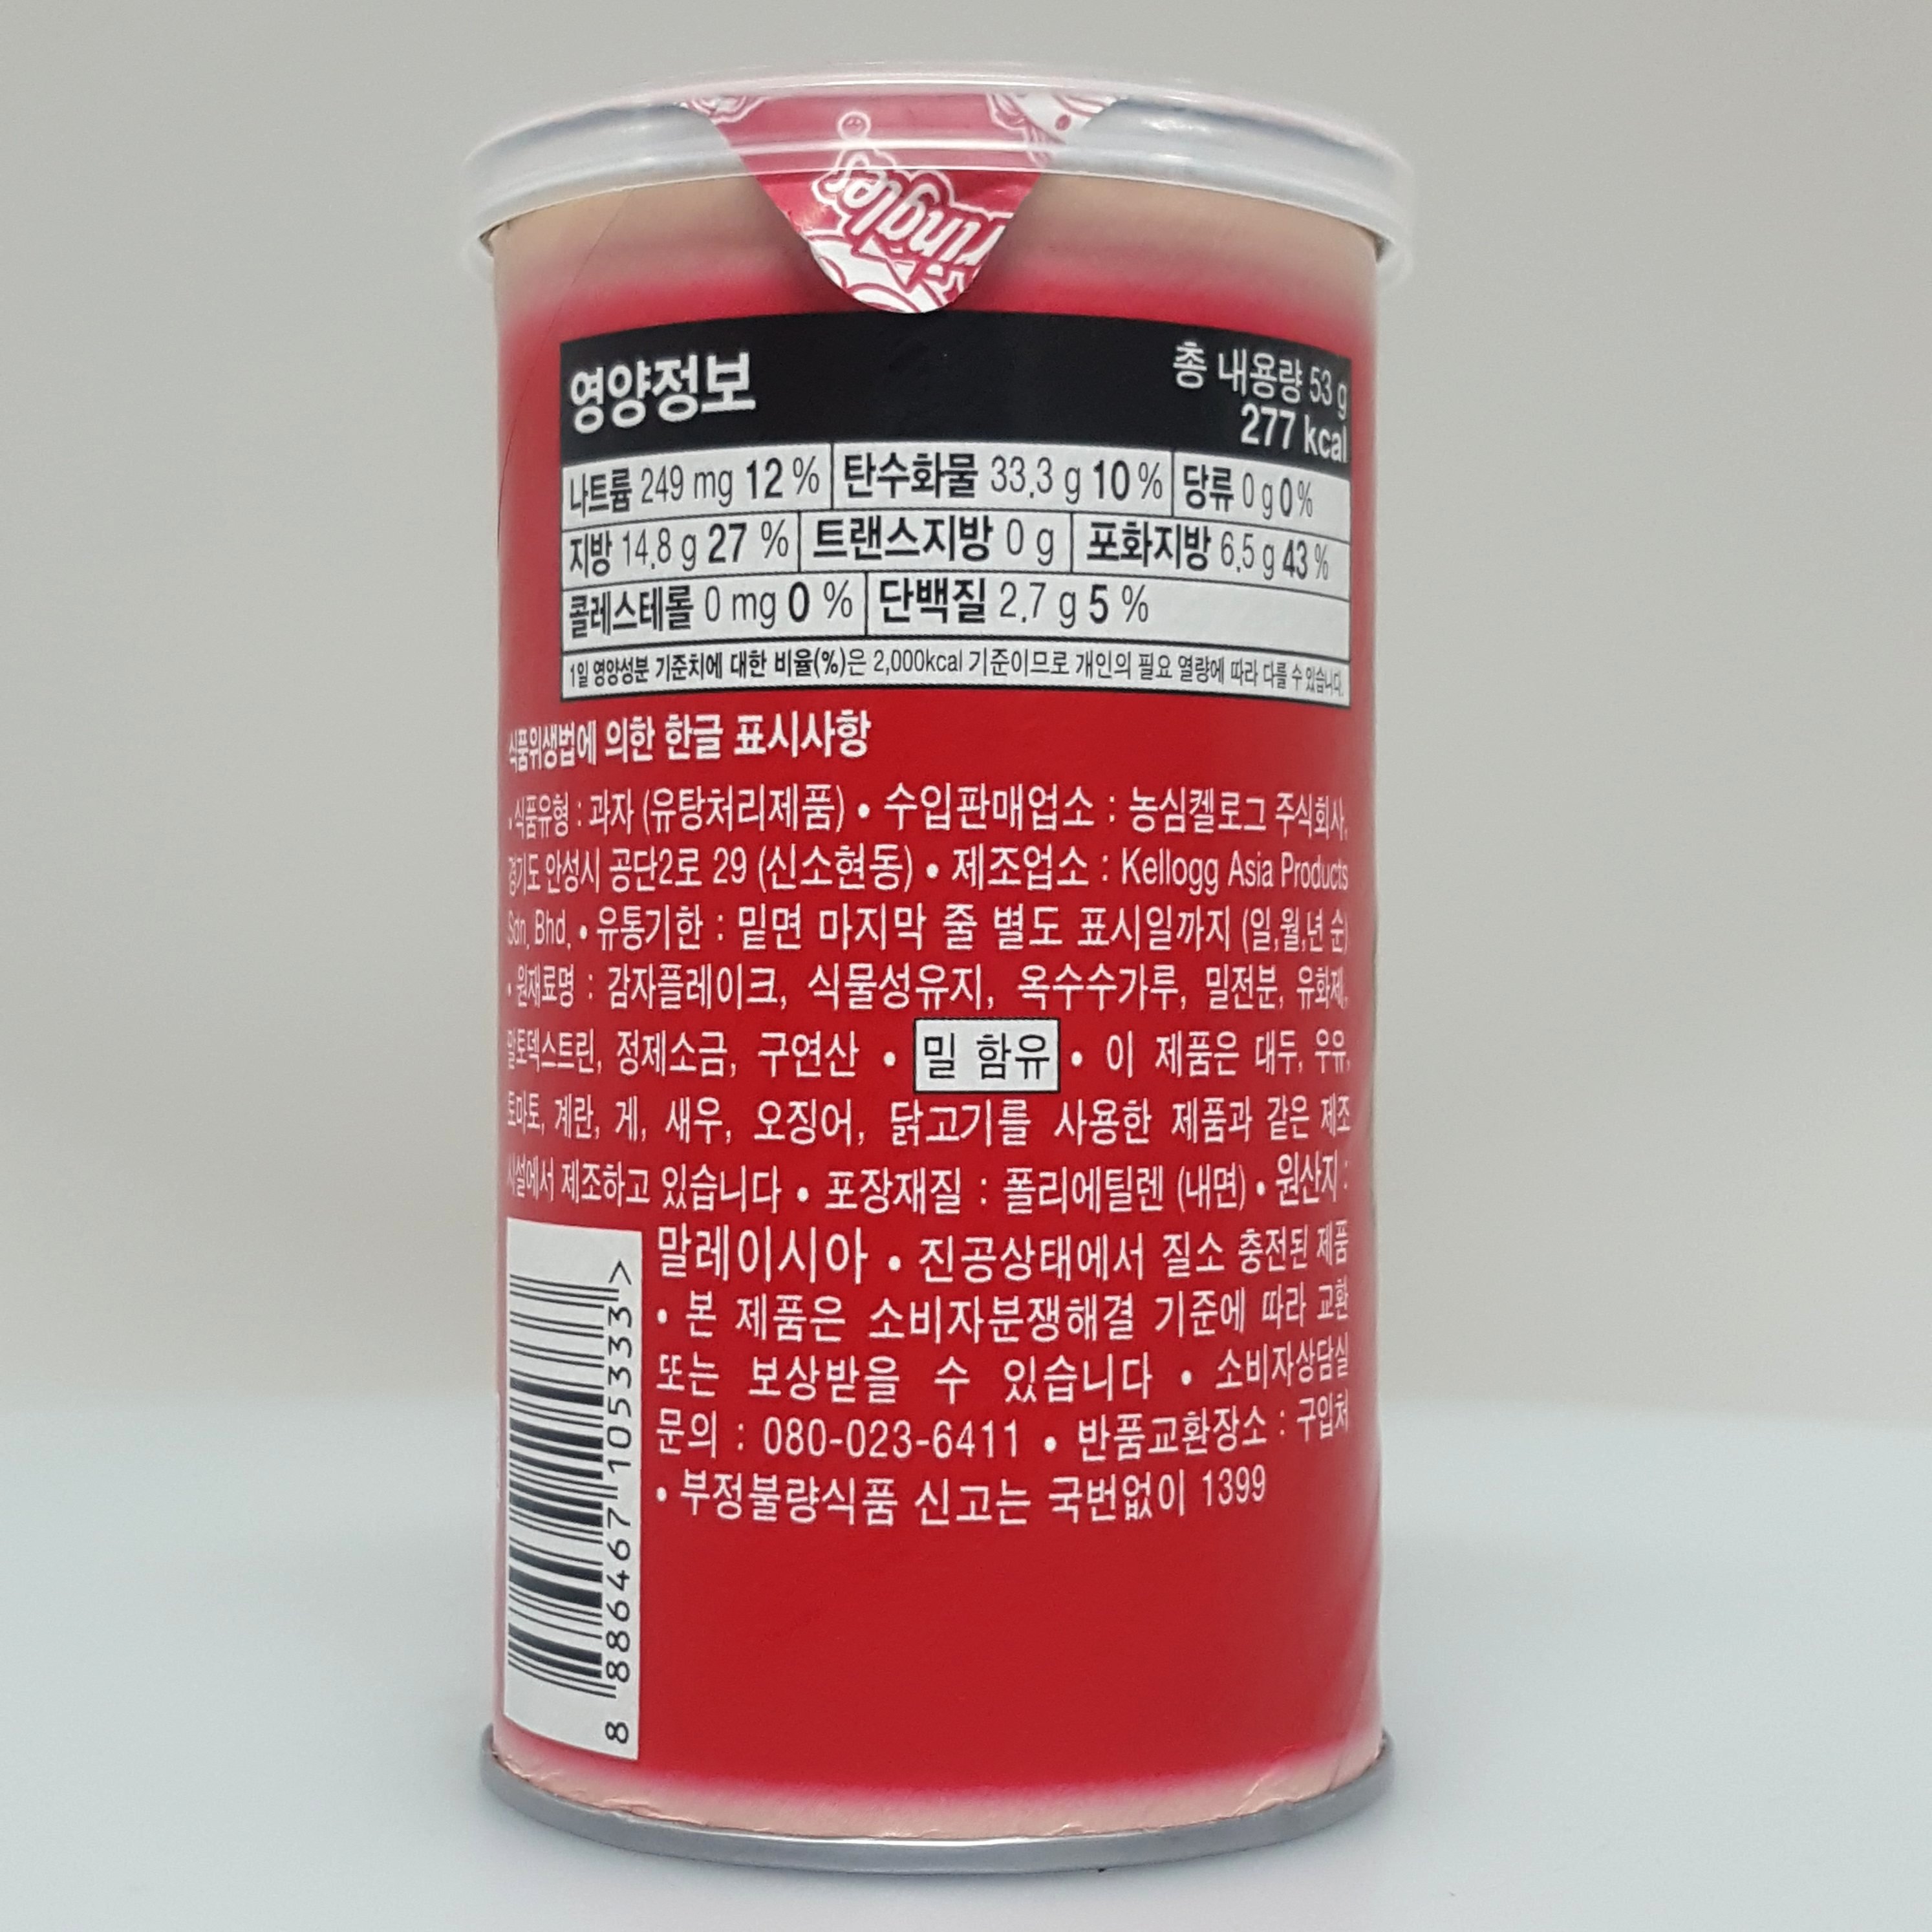 ringles
영양정보
총 내용량 53 g
277 kcal
나트륨 249 mg 12 % 탄수화물 33.3 g 10 % 당류 0 g 0 %
지방 14.8 g 27 % 트랜스지방 0 g 포화지방 6.5 g 43 %
콜레스테롤 0 mg 0 % 단백질 2.7 g 5 %
1일 영양성분 기준치에 대한 비율(%)은 2,000kcal 기준이므로 개인의 필요 열량에 따라 다를 수 있습니다.
식품위생법에 의한 한글 표시사항
• 식품유형 : 과자 (유탕처리제품) • 수입판매업소 : 농심켈로그 주식회사,
경기도 안성시 공단2로 29 (신소현동) • 제조업소 : Kellogg Asia Products
Sdn. Bhd. • 유통기한 : 밑면 마지막 줄 별도 표시일까지 (일,월,년 순)
• 원재료명 : 감자플레이크, 식물성유지, 옥수수가루, 밀전분, 유화제,
말토덱스트린, 정제소금, 구연산 • 밀 함유 • 이 제품은 대두, 우유,
토마토, 계란, 게, 새우, 오징어, 닭고기를 사용한 제품과 같은 제조
시설에서 제조하고 있습니다 • 포장재질 : 폴리에틸렌 (내면) • 원산지 :
말레이시아 • 진공상태에서 질소 충전된 제품
• 본 제품은 소비자분쟁해결 기준에 따라 교환
또는 보상받을 수 있습니다 • 소비자상담실
문의 : 080-023-6411 • 반품교환장소 : 구입처
• 부정불량식품 신고는 국번없이 1399
8 886467 105333 >